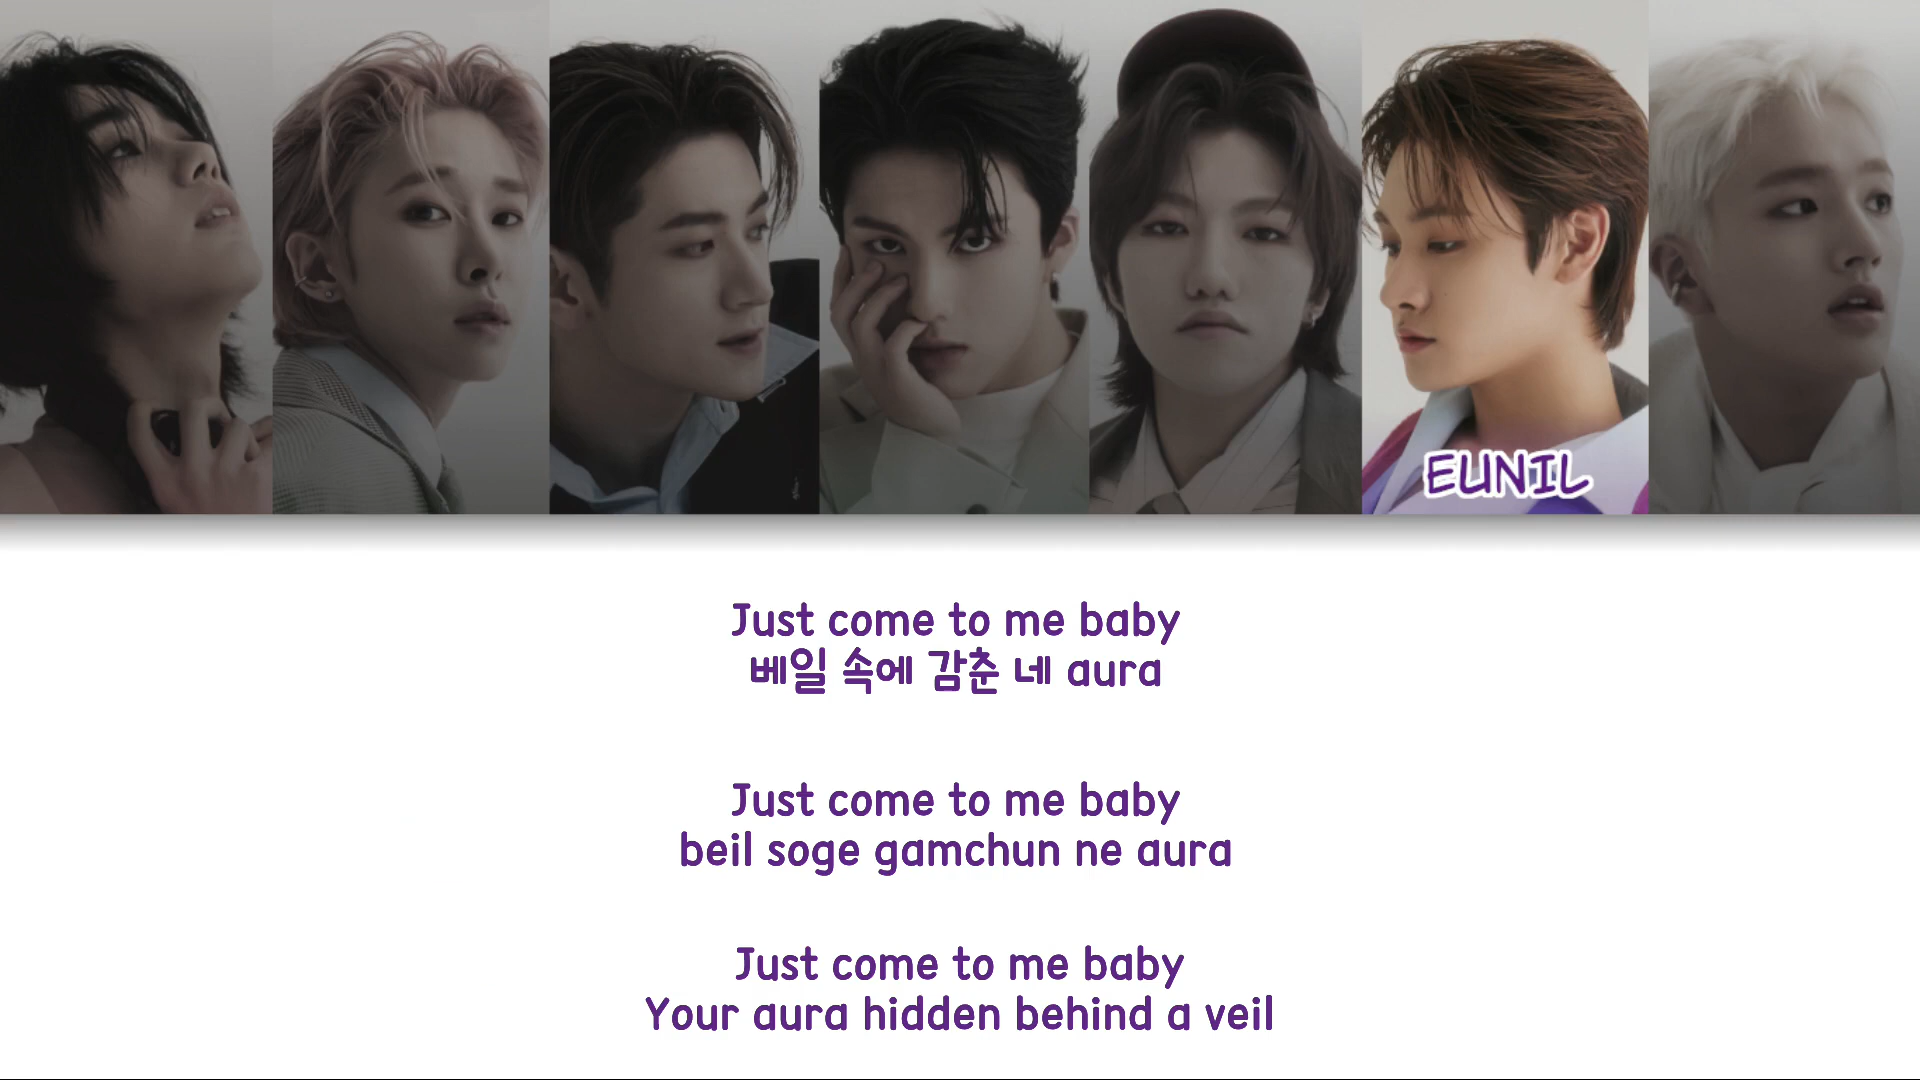 EUNIL
Just come to me baby
베일 속에 감춘 네 aura
Just come to me baby
beil soge gamchun ne aura
Just come to me baby
Your aura hidden behind a veil